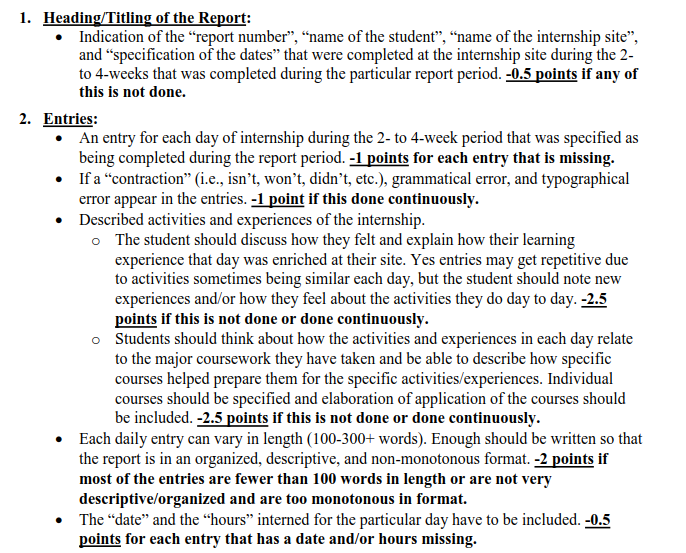 1. Heading/Titling of the Report:
• Indication of the “report number”, “name of the student”, “name of the internship site”,
and “specification of the dates” that were completed at the internship site during the 2-
to 4-weeks that was completed during the particular report period. -0.5 points if any of
this is not done.
2. Entries:
• An entry for each day of internship during the 2- to 4-week period that was specified as
being completed during the report period. -1 points for each entry that is missing.
• If a “contraction” (i.e., isn’t, won’t, didn’t, etc.), grammatical error, and typographical
error appear in the entries. -1 point if this done continuously.
• Described activities and experiences of the internship.
o The student should discuss how they felt and explain how their learning
experience that day was enriched at their site. Yes entries may get repetitive due
to activities sometimes being similar each day, but the student should note new
experiences and/or how they feel about the activities they do day to day. -2.5
points if this is not done or done continuously.
o Students should think about how the activities and experiences in each day relate
to the major coursework they have taken and be able to describe how specific
courses helped prepare them for the specific activities/experiences. Individual
courses should be specified and elaboration of application of the courses should
be included. -2.5 points if this is not done or done continuously.
• Each daily entry can vary in length (100-300+ words). Enough should be written so that
the report is in an organized, descriptive, and non-monotonous format. -2 points if
most of the entries are fewer than 100 words in length or are not very
descriptive/organized and are too monotonous in format.
• The “date” and the “hours” interned for the particular day have to be included. -0.5
points for each entry that has a date and/or hours missing.